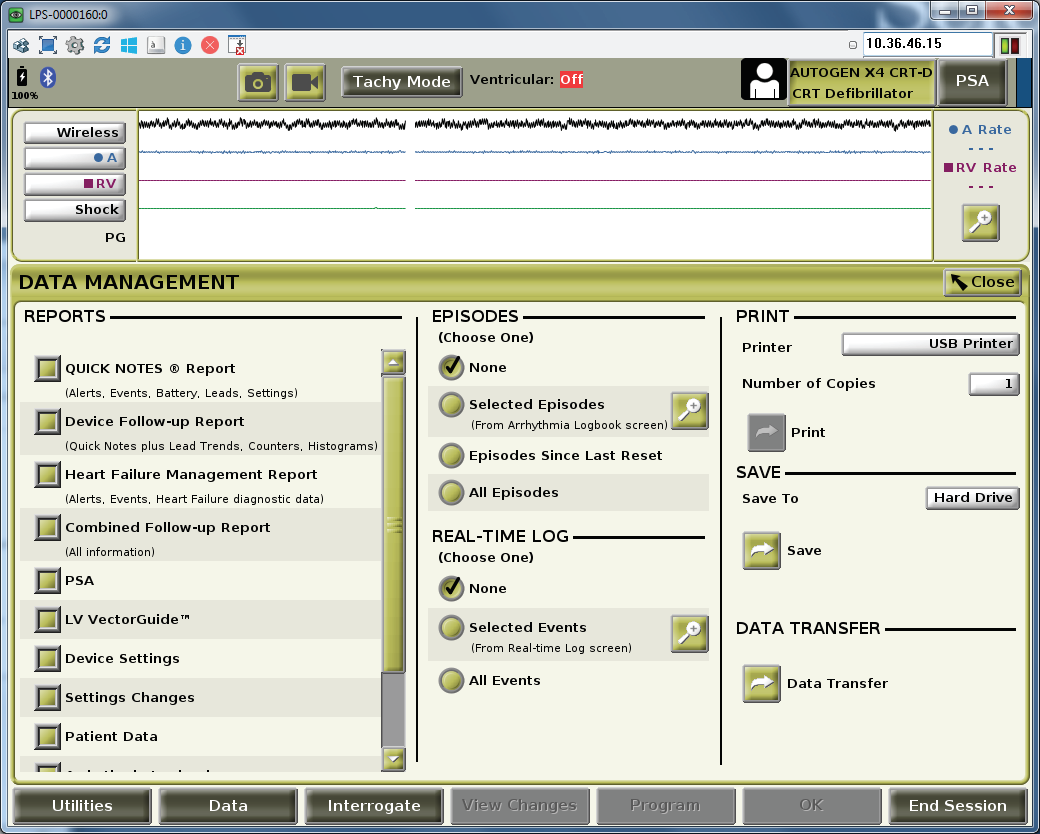 LPS-0000160:0
a
10.36.46.15
100%
Tachy Mode
Ventricular: Off
AUTOGEN X4 CRT-D
CRT Defibrillator
PSA
Wireless
A
RV
Shock
PG
A Rate
- - -
RV Rate
- - -
DATA MANAGEMENT
Close
REPORTS
QUICK NOTES ® Report
(Alerts, Events, Battery, Leads, Settings)
Device Follow-up Report
(Quick Notes plus Lead Trends, Counters, Histograms)
Heart Failure Management Report
(Alerts, Events, Heart Failure diagnostic data)
Combined Follow-up Report
(All information)
PSA
LV VectorGuide™
Device Settings
Settings Changes
Patient Data
EPISODES
(Choose One)
None
Selected Episodes
(From Arrhythmia Logbook screen)
Episodes Since Last Reset
All Episodes
REAL-TIME LOG
(Choose One)
None
Selected Events
(From Real-time Log screen)
All Events
PRINT
Printer
USB Printer
Number of Copies
1
Print
SAVE
Save To
Hard Drive
Save
DATA TRANSFER
Data Transfer
Utilities
Data
Interrogate
View Changes
Program
OK
End Session